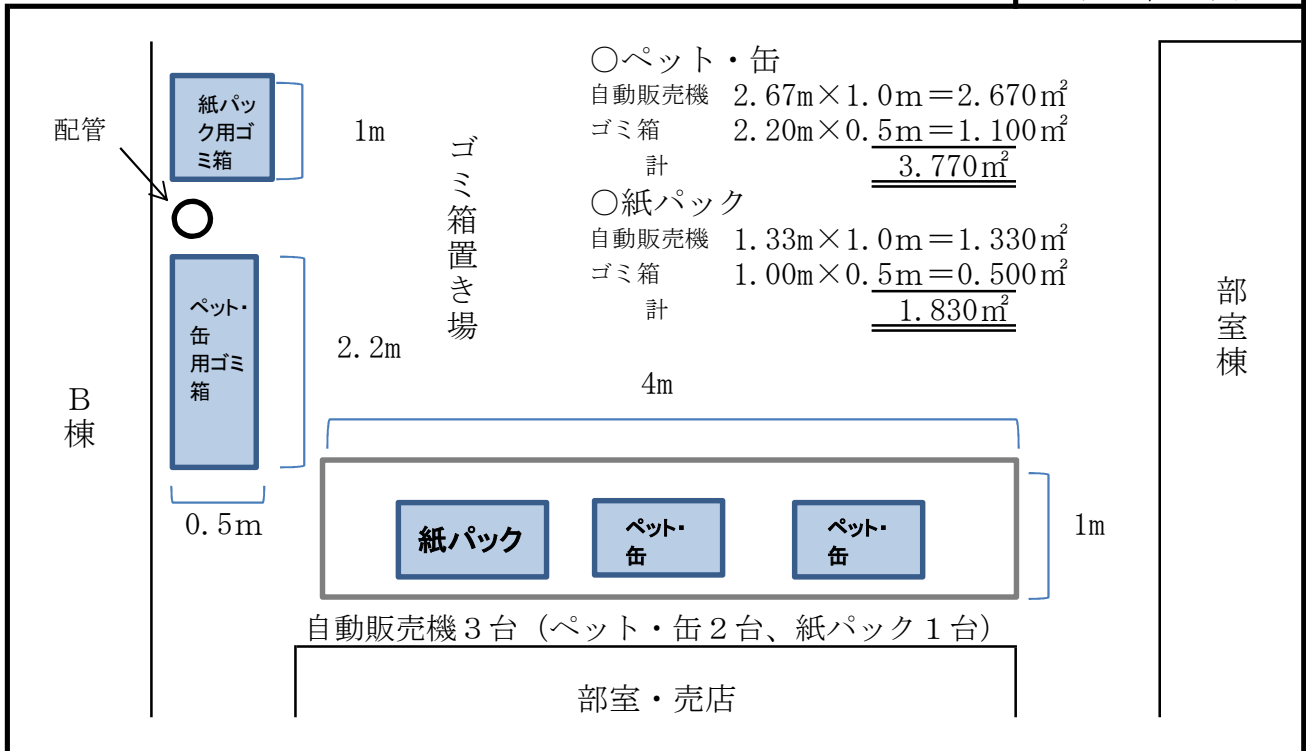 ○ペット・缶
自動販売機 2.67m×1.0m=2.670㎡
ゴミ箱 2.20m×0.5m=1.100㎡
計 3.770㎡
○紙パック
自動販売機 1.33m×1.0m=1.330㎡
ゴミ箱 1.00m×0.5m=0.500㎡
計 1.830㎡
紙パッ
ク用ゴ
ミ箱
1m
配管
ゴミ箱置き場
ペット・
缶
用ゴミ
箱
2.2m
0.5m
B棟
部室棟
4m
紙パック
ペット・
缶
ペット・
缶
1m
自動販売機3台(ペット・缶2台、紙パック1台)
部室・売店